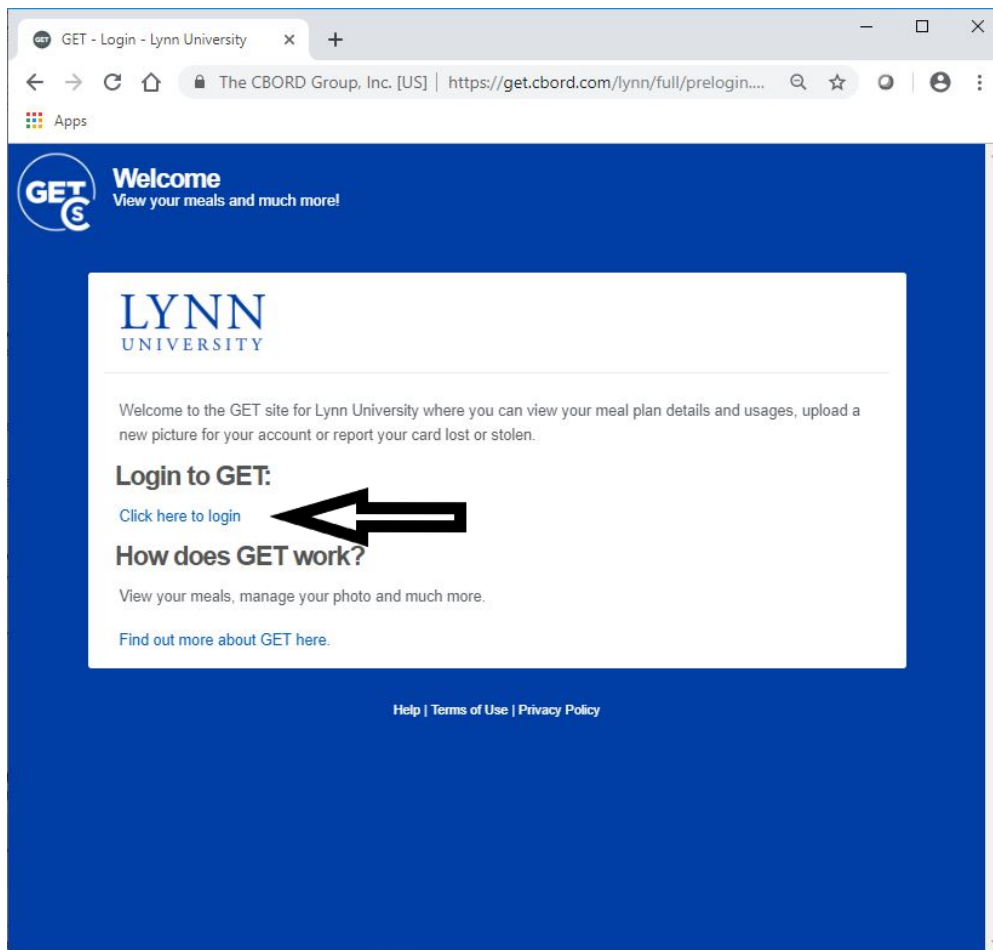 GET GET - Login - Lynn University
The CBORD Group, Inc. [US] | https://get.cbord.com/lynn/full/prelogin....
Apps
GET CS
Welcome
View your meals and much more!
LYNN
UNIVERSITY
Welcome to the GET site for Lynn University where you can view your meal plan details and usages, upload a
new picture for your account or report your card lost or stolen.
Login to GET:
Click here to login
How does GET work?
View your meals, manage your photo and much more.
Find out more about GET here.
Help | Terms of Use | Privacy Policy